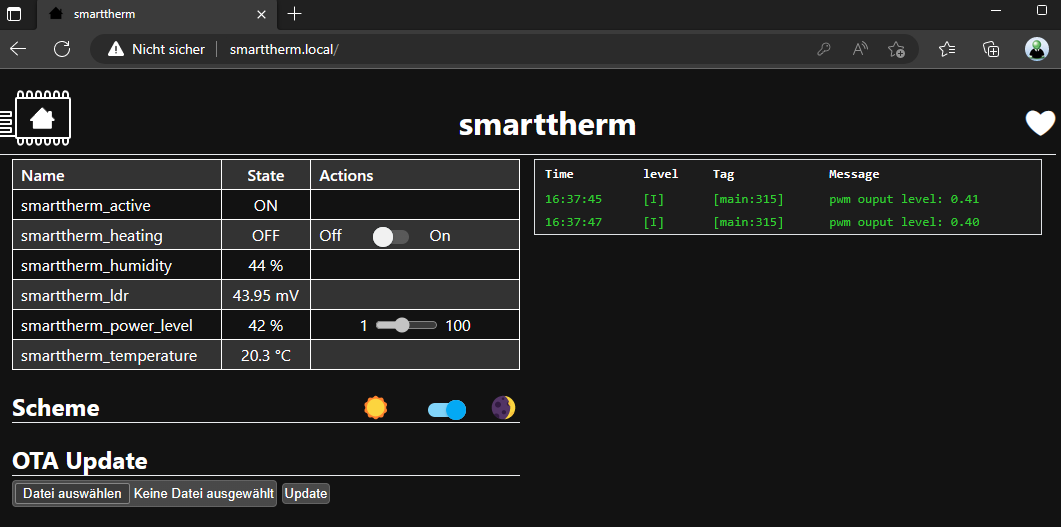 smarttherm
Nicht sicher smarttherm.local/
smarttherm
Name State Actions
smarttherm_active ON
smarttherm_heating OFF Off On
smarttherm_humidity 44 %
smarttherm_ldr 43.95 mV
smarttherm_power_level 42 % 1 100
smarttherm_temperature 20.3 °C
Time level Tag Message
16:37:45 [I] [main:315] pwm ouput level: 0.41
16:37:47 [I] [main:315] pwm ouput level: 0.40
Scheme
OTA Update
Datei auswählen Keine Datei ausgewählt Update